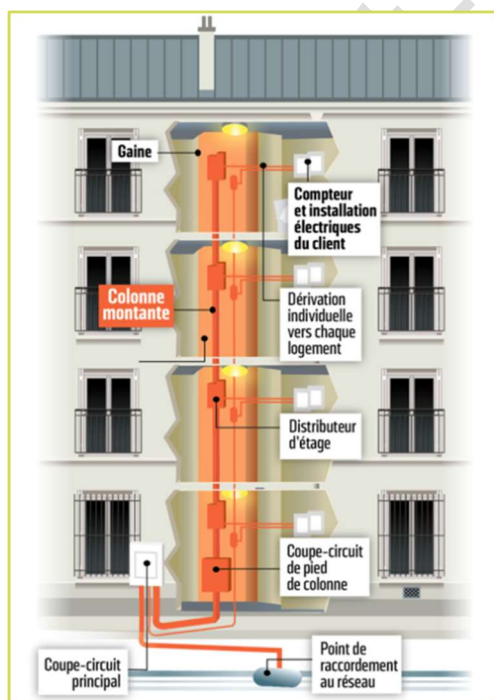 Gaine
Compteur
et installation
électriques
du client
Colonne
montante
Dérivation
individuelle
vers chaque
logement
Distributeur
d'étage
Coupe-circuit
de pied
de colonne
Coupe-circuit
principal
Point de
raccordement
au réseau